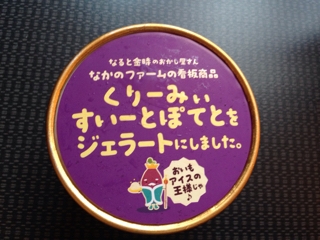 なると金時のおかし屋さん
なかのファームの看板商品
くりーみぃ
すいーとぽてとを
ジェラートにしました。
おいも
アイスの
王様じゃ
♪